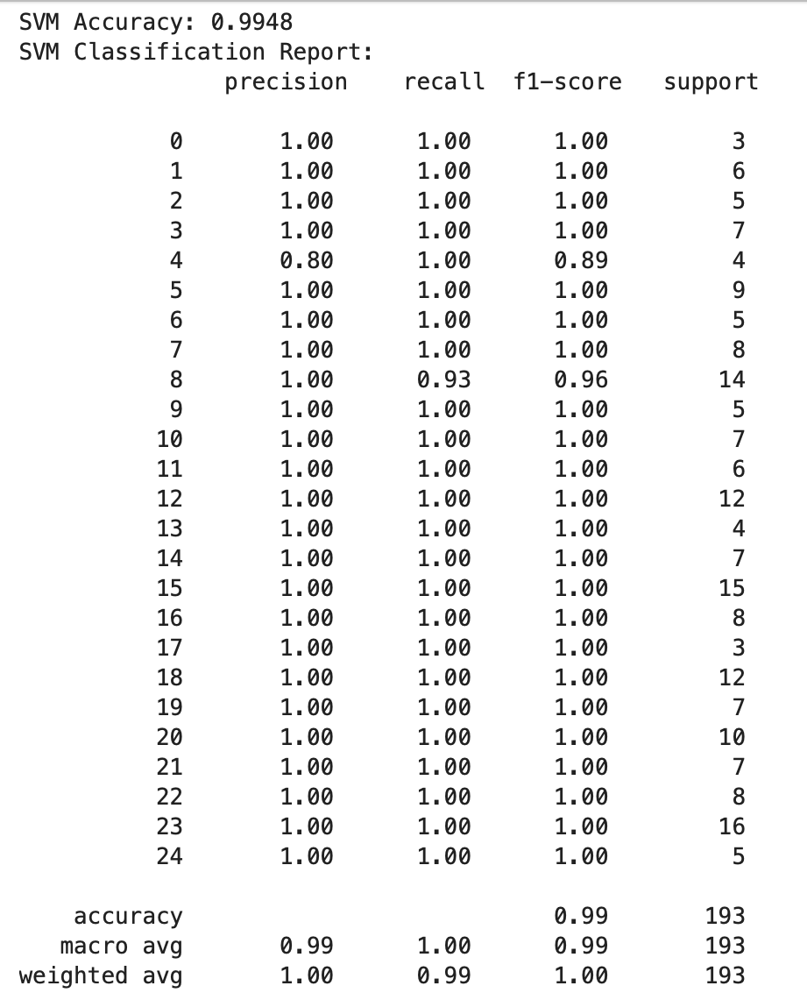 SVM Accuracy: 0.9948
SVM Classification Report:
precision recall f1-score support
0 1.00 1.00 1.00 3
1 1.00 1.00 1.00 6
2 1.00 1.00 1.00 5
3 1.00 1.00 1.00 7
4 0.80 1.00 0.89 4
5 1.00 1.00 1.00 9
6 1.00 1.00 1.00 5
7 1.00 1.00 1.00 8
8 1.00 0.93 0.96 14
9 1.00 1.00 1.00 5
10 1.00 1.00 1.00 7
11 1.00 1.00 1.00 6
12 1.00 1.00 1.00 12
13 1.00 1.00 1.00 4
14 1.00 1.00 1.00 7
15 1.00 1.00 1.00 15
16 1.00 1.00 1.00 8
17 1.00 1.00 1.00 3
18 1.00 1.00 1.00 12
19 1.00 1.00 1.00 7
20 1.00 1.00 1.00 10
21 1.00 1.00 1.00 7
22 1.00 1.00 1.00 8
23 1.00 1.00 1.00 16
24 1.00 1.00 1.00 5
accuracy 0.99 193
macro avg 0.99 1.00 0.99 193
weighted avg 1.00 0.99 1.00 193